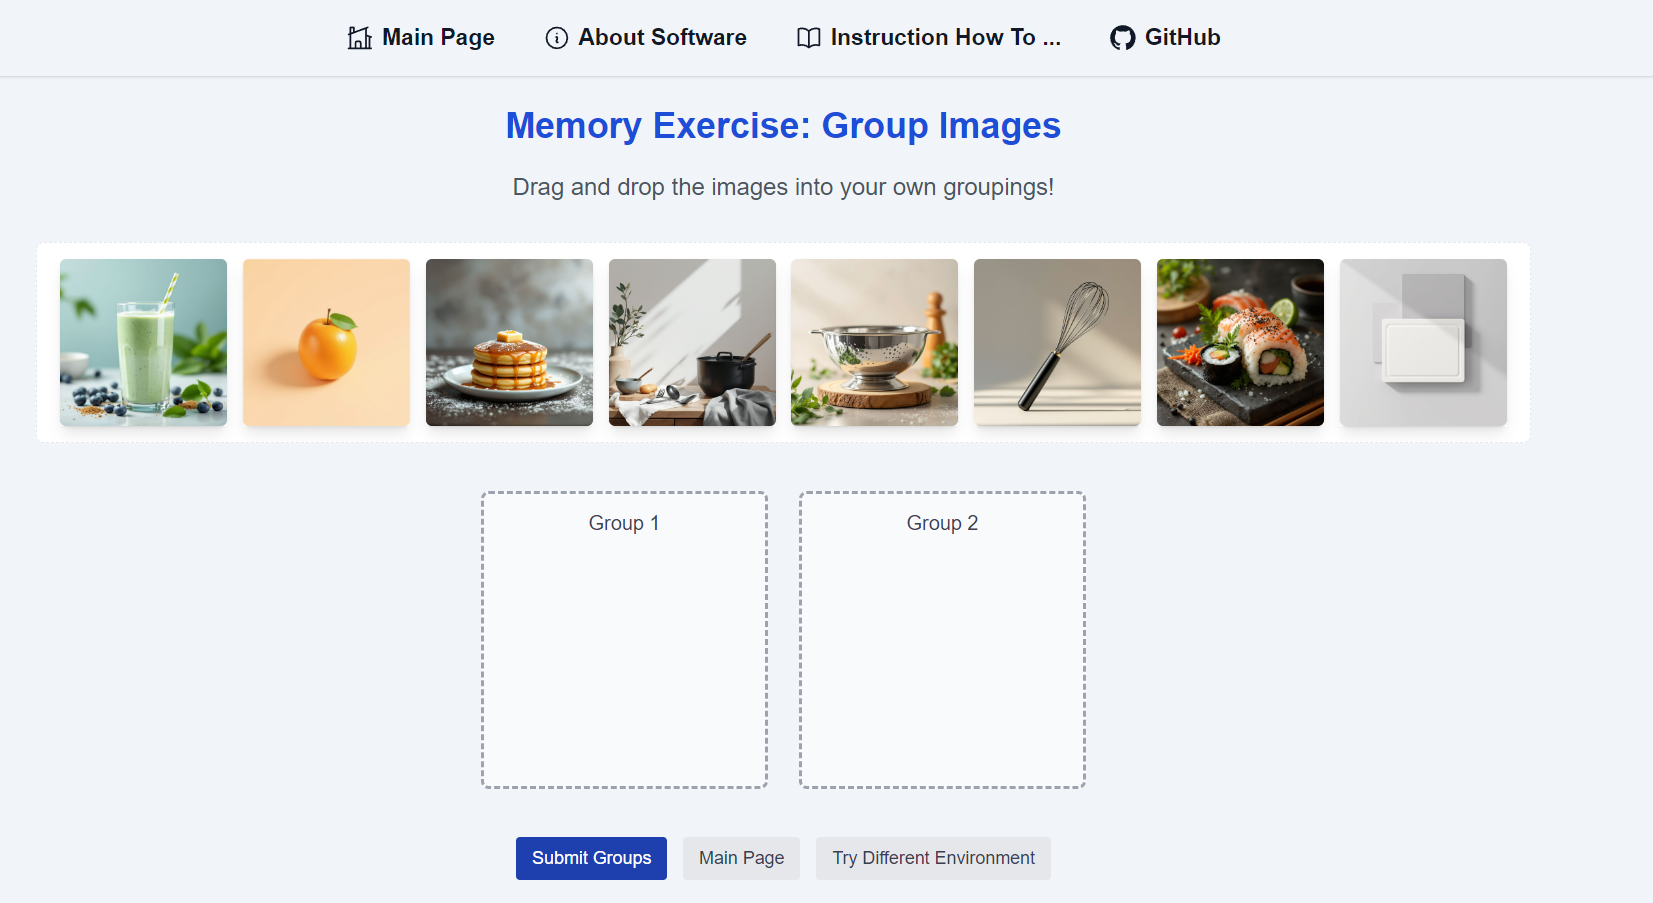 Main Page
About Software
Instruction How To ...
GitHub
Memory Exercise: Group Images
Drag and drop the images into your own groupings!
Group 1
Group 2
Submit Groups
Main Page
Try Different Environment